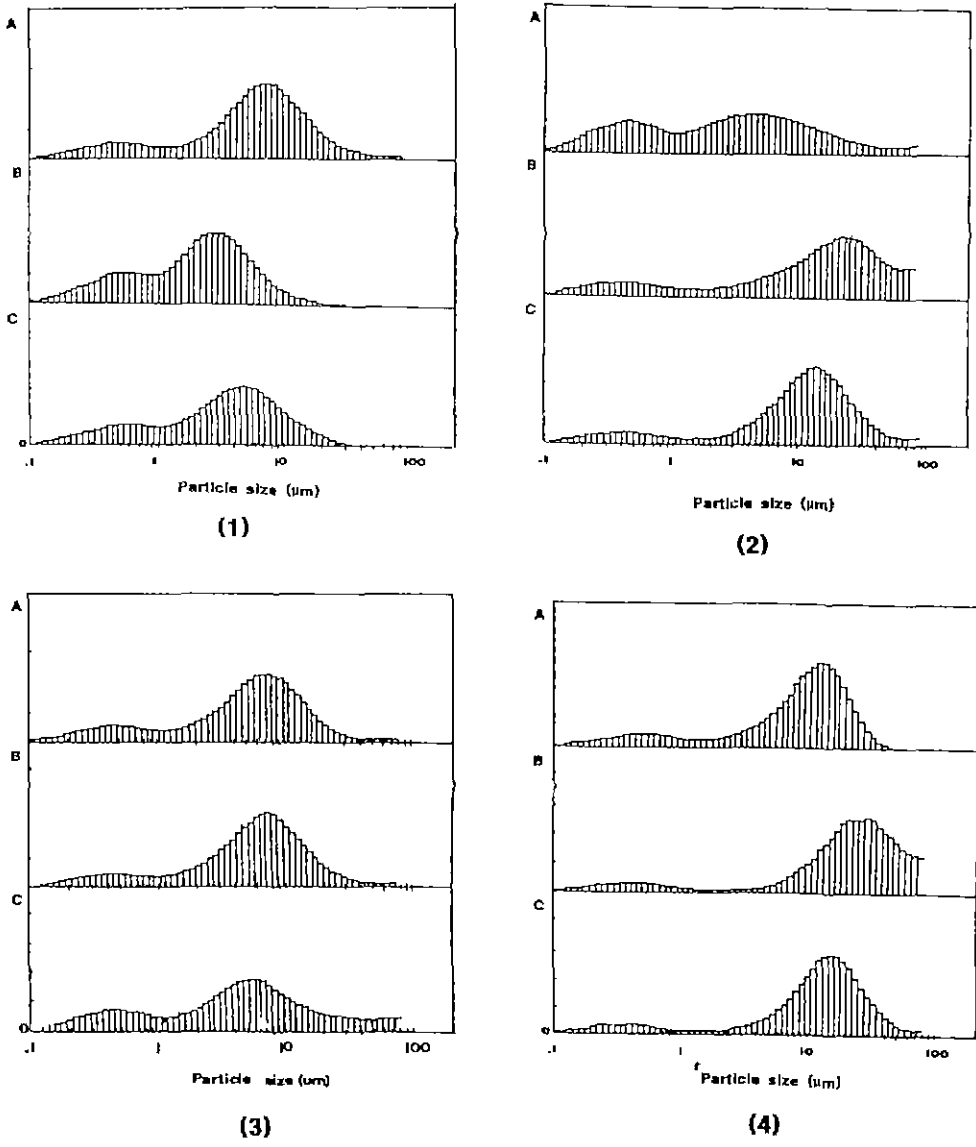 A
B
C
0
.1 1 10 100
Particle size (μm)
(1)
A
B
C
.1 1 10 100
Particle size (μm)
(2)
A
B
C
0
.1 1 10 100
Particle size (um)
(3)
A
B
C
0
.1 1 10 100
Particle size (μm)
(4)